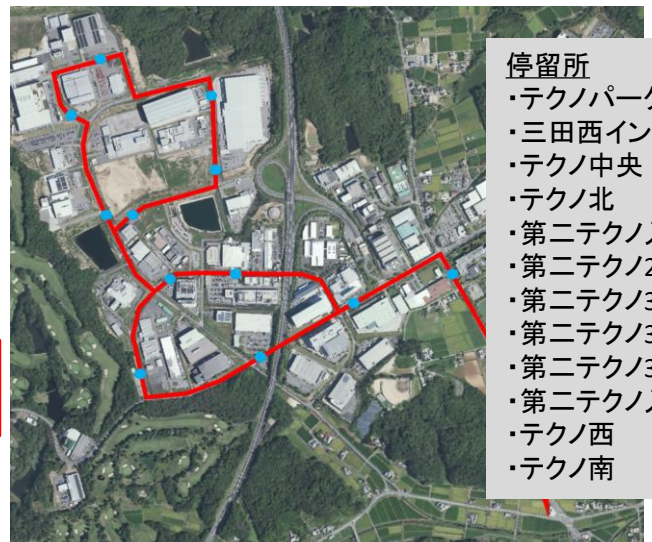 停留所
・テクノパーク
・三田西イン
・テクノ中央
・テクノ北
・第二テクノ
・第二テクノ2
・第二テクノ3
・第二テクノ3
・第二テクノ3
・第二テクノ
・テクノ西
・テクノ南